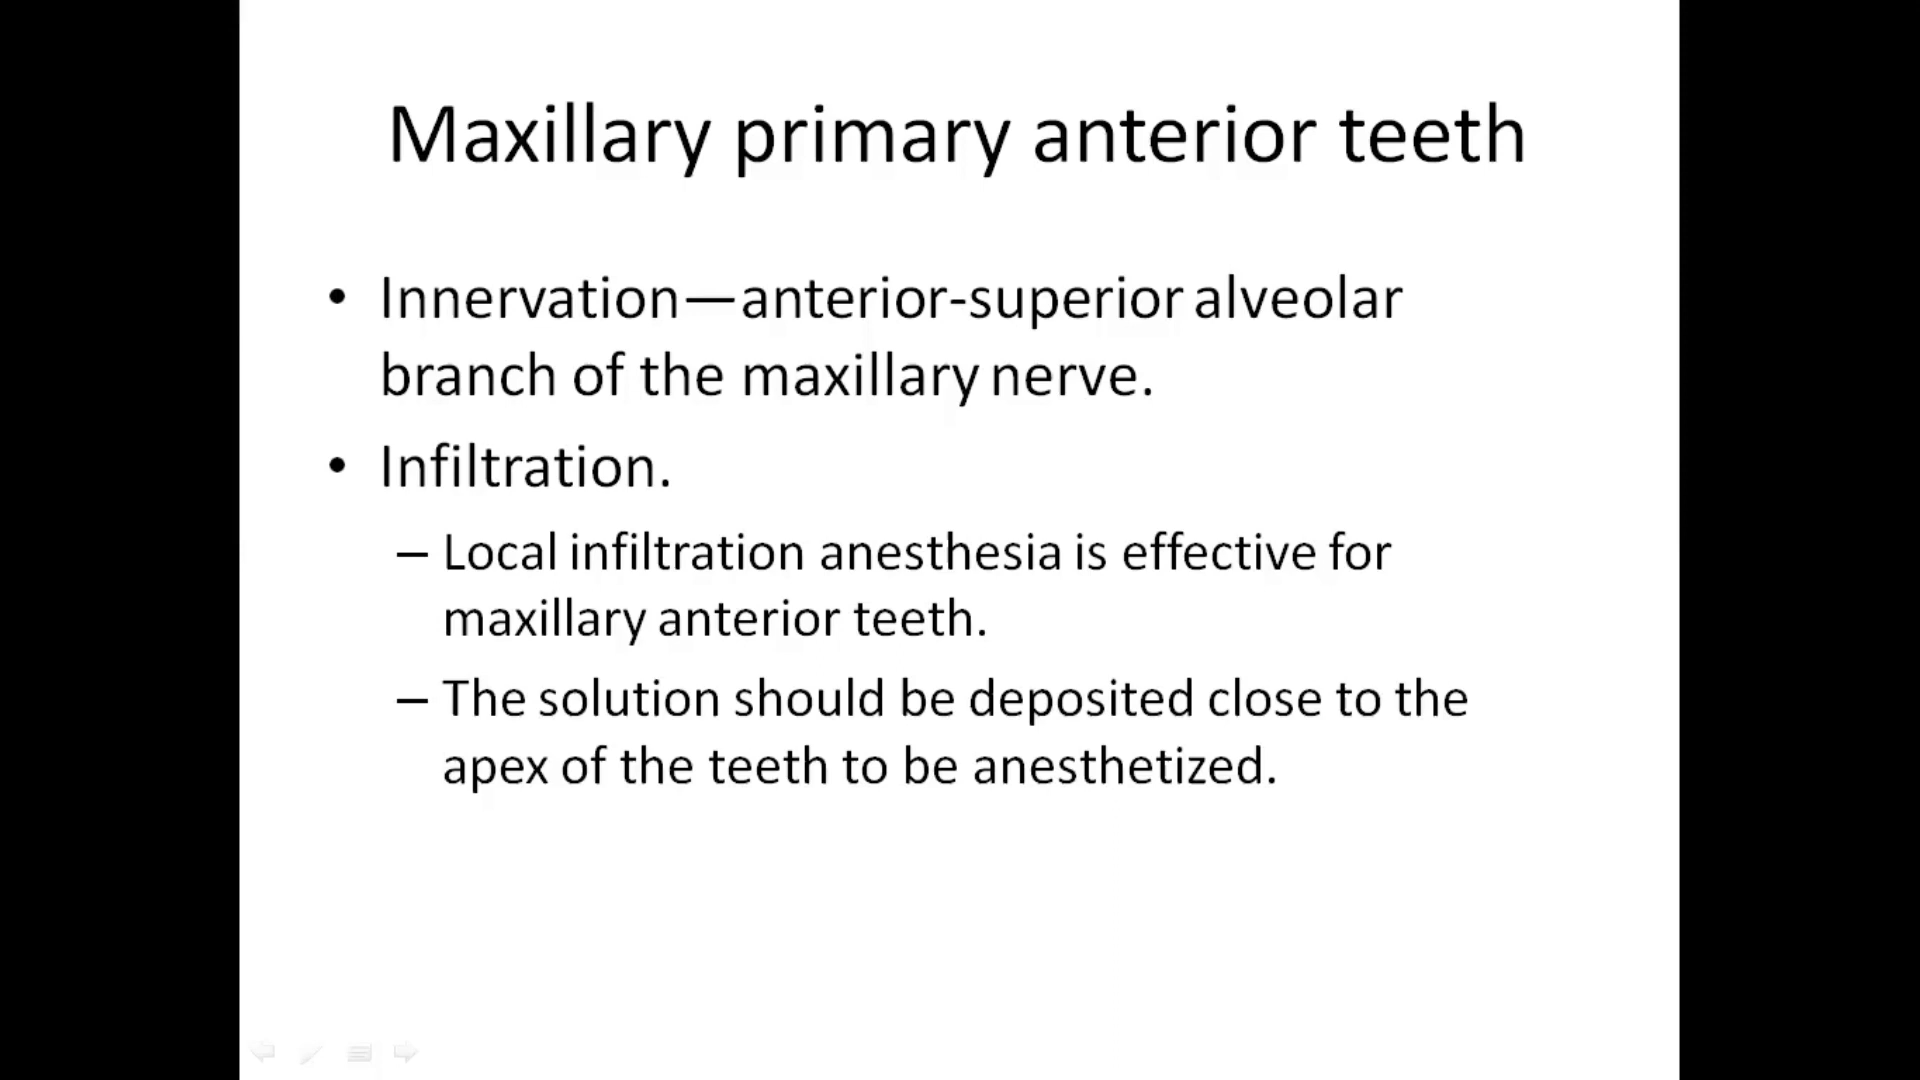 Maxillary primary anterior teeth
• Innervation—anterior-superior alveolar
branch of the maxillary nerve.
• Infiltration.
– Local infiltration anesthesia is effective for
maxillary anterior teeth.
– The solution should be deposited close to the
apex of the teeth to be anesthetized.